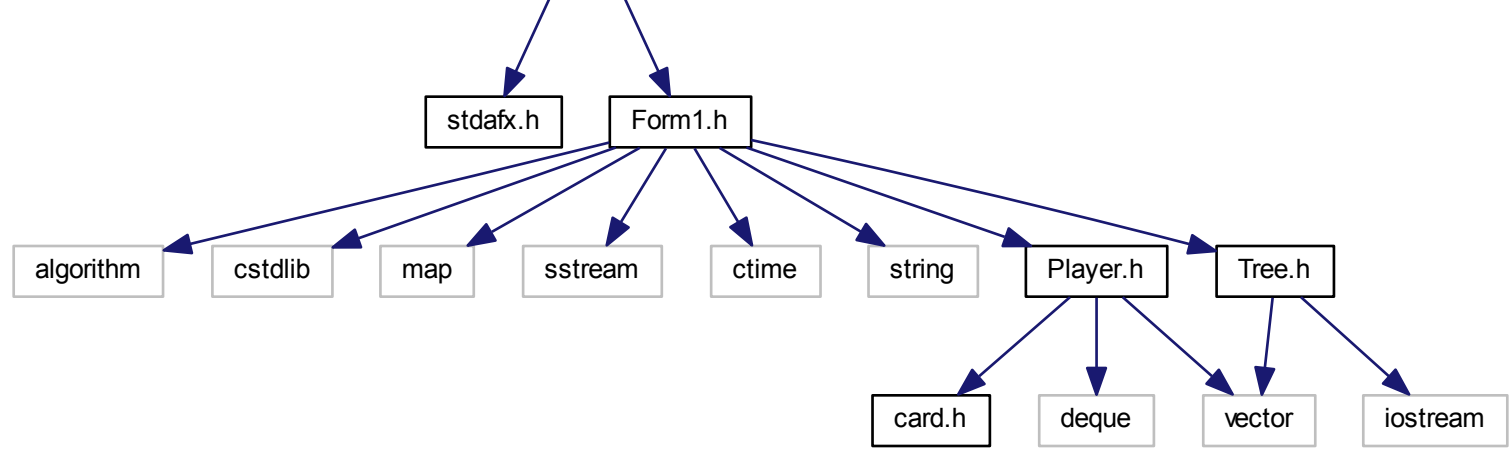 stdafx.h
Form1.h
algorithm
cstdlib
map
sstream
ctime
string
Player.h
Tree.h
card.h
deque
vector
iostream